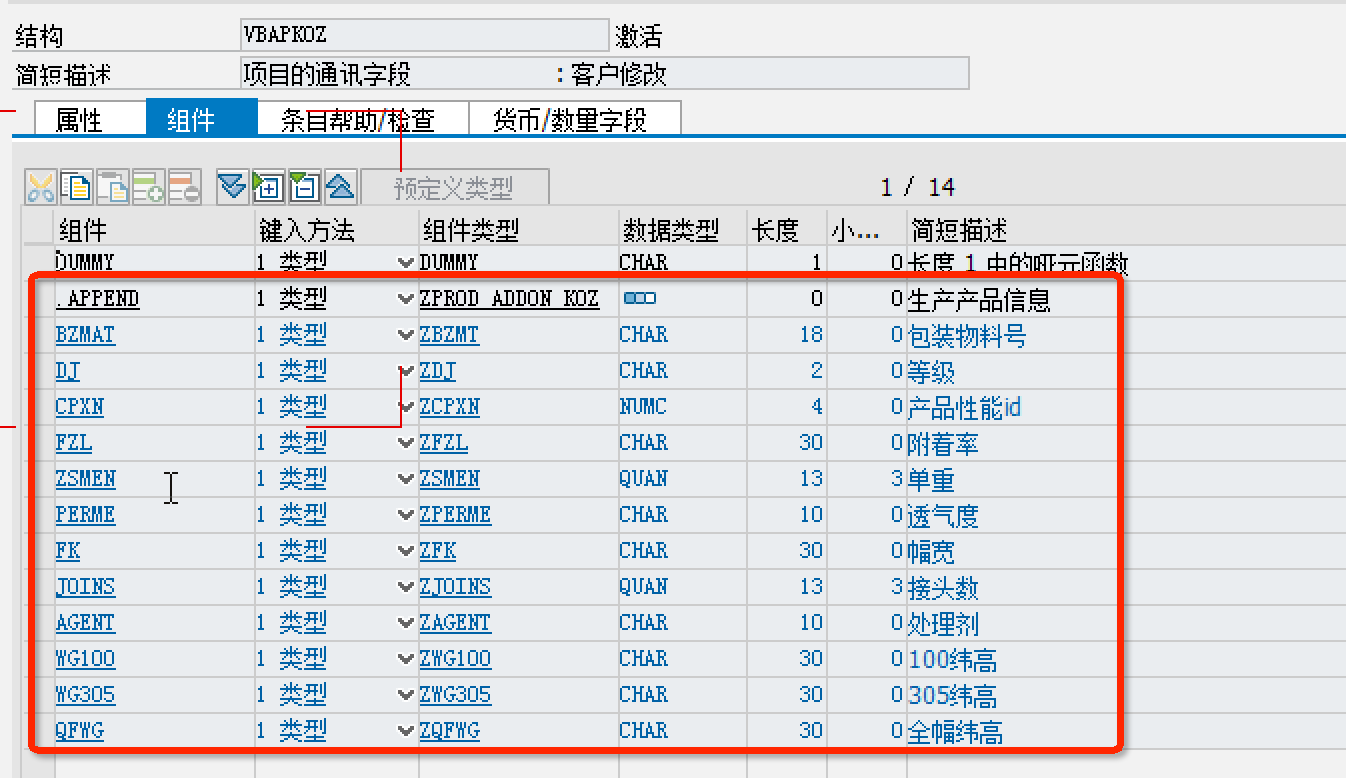 结构 VBAPKOZ 激活
简短描述 项目的通讯字段 : 客户修改
属性 组件 条目帮助/检查 货币/数量字段
预定义类型 1 / 14
组件 键入方法 组件类型 数据类型 长度 小... 简短描述
DUMMY 1 类型 DUMMY CHAR 1 0 长度 1 中的哑元函数
.APPEND 1 类型 ZPROD_ADDON_KOZ 0 0 生产产品信息
BZMAT 1 类型 ZBZMT CHAR 18 0 包装物料号
DJ 1 类型 ZDJ CHAR 2 0 等级
CPXN 1 类型 ZCPXN NUMC 4 0 产品性能id
FZL 1 类型 ZFZL CHAR 30 0 附着率
ZSMEN 1 类型 ZSMEN QUAN 13 3 单重
PERME 1 类型 ZPERME CHAR 10 0 透气度
FK 1 类型 ZFK CHAR 30 0 幅宽
JOINS 1 类型 ZJOINS QUAN 13 3 接头数
AGENT 1 类型 ZAGENT CHAR 10 0 处理剂
WG100 1 类型 ZWG100 CHAR 30 0 100纬高
WG305 1 类型 ZWG305 CHAR 30 0 305纬高
QFWG 1 类型 ZQFWG CHAR 30 0 全幅纬高